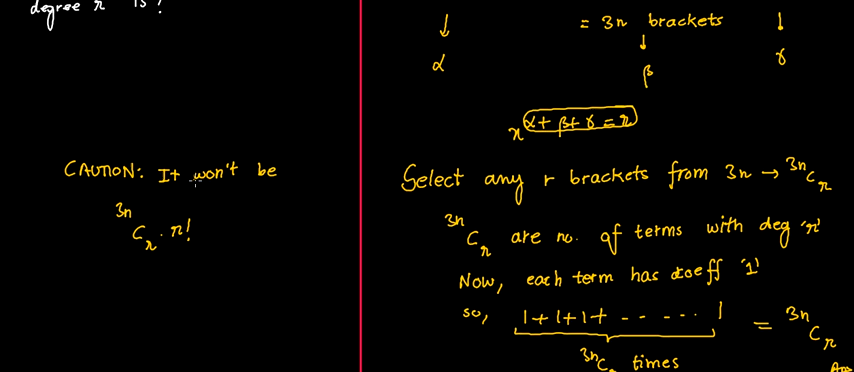 degree r is?
CAUTION: It won't be
³ⁿCᵣ . r!
= 3n brackets
↓ ↓ ↓
α β γ
x^(α + β + γ = r)
Select any r brackets from 3n → ³ⁿCᵣ
³ⁿCᵣ are no. of terms with deg 'r'
Now, each term has coeff '1'
so, 1 + 1 + 1 + - - - - - - 1 = ³ⁿCᵣ
³ⁿCᵣ times
Ans